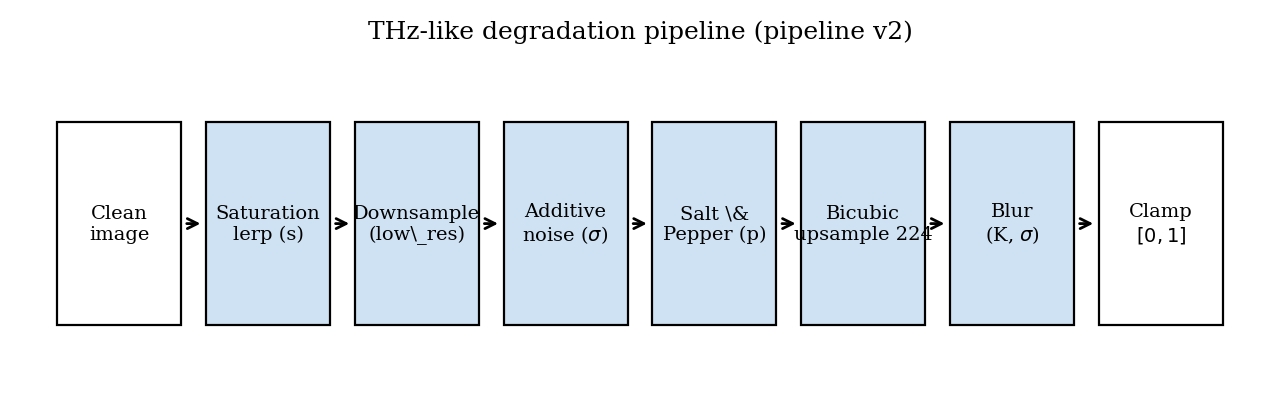 THz-like degradation pipeline (pipeline v2)
Clean
image
Saturation
lerp (s)
Downsample
(low\_res)
Additive
noise (σ)
Salt \&
Pepper (p)
Bicubic
upsample 224
Blur
(K, σ)
Clamp
[0, 1]